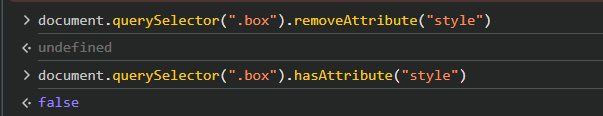 > document.querySelector(".box").removeAttribute("style")
undefined
> document.querySelector(".box").hasAttribute("style")
false